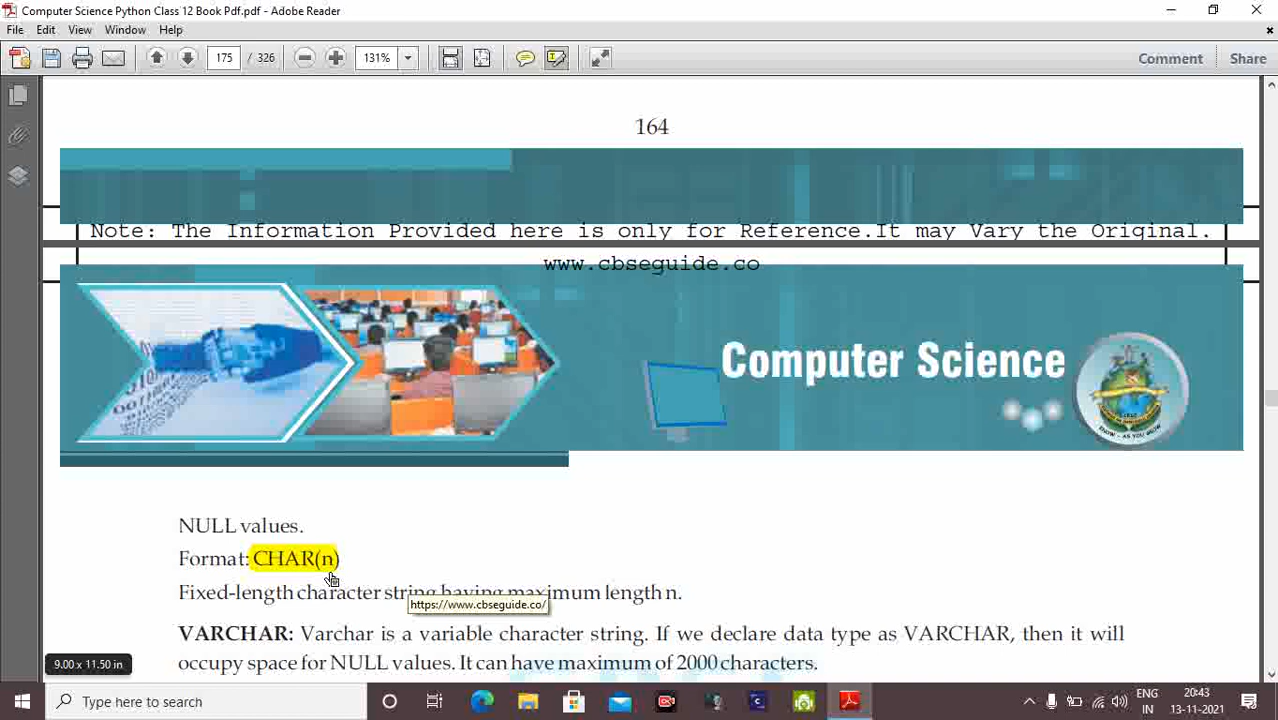 Computer Science Python Class 12 Book Pdf.pdf - Adobe Reader
File Edit View Window Help
175 / 326 131% Comment Share
164
Note: The Information Provided here is only for Reference.It may Vary the Original.
www.cbseguide.co
Computer Science
NULL values.
Format: CHAR(n)
Fixed-length character string having maximum length n.
https://www.cbseguide.co/
VARCHAR: Varchar is a variable character string. If we declare data type as VARCHAR, then it will
occupy space for NULL values. It can have maximum of 2000 characters.
9.00 x 11.50 in
Type here to search
ENG 20:43
IN 13-11-2021